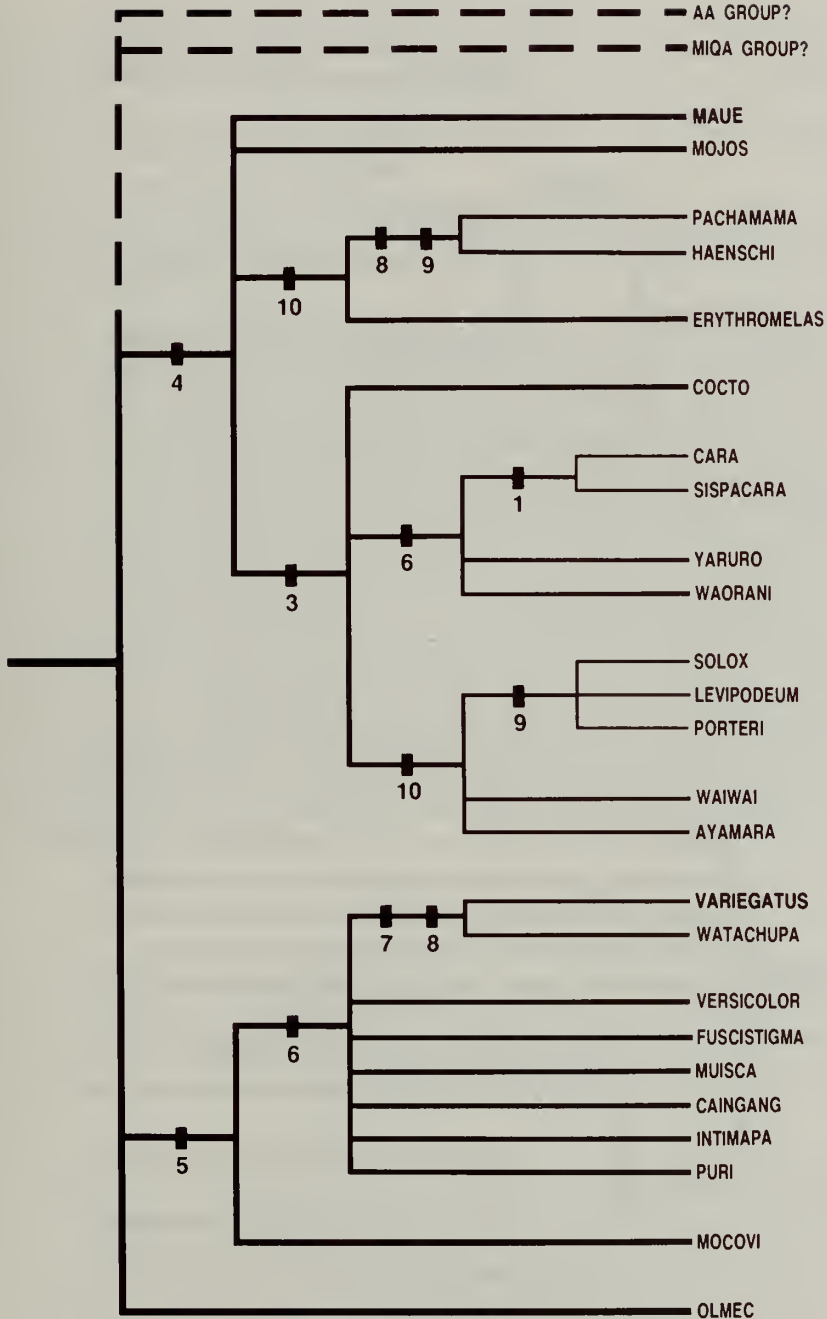 AA GROUP?
MIQA GROUP?
MAUE
MOJOS
PACHAMAMA
8 9
HAENSCHI
10
ERYTHROMELAS
4
COCTO
CARA
SISPACARA
1
6
YARURO
WAORANI
3
SOLOX
LEVIPODEUM
9
PORTERI
10
WAIWAI
AYAMARA
VARIEGATUS
7 8
WATACHUPA
VERSICOLOR
6
FUSCISTIGMA
MUISCA
CAINGANG
5
INTIMAPA
PURI
MOCOVI
OLMEC